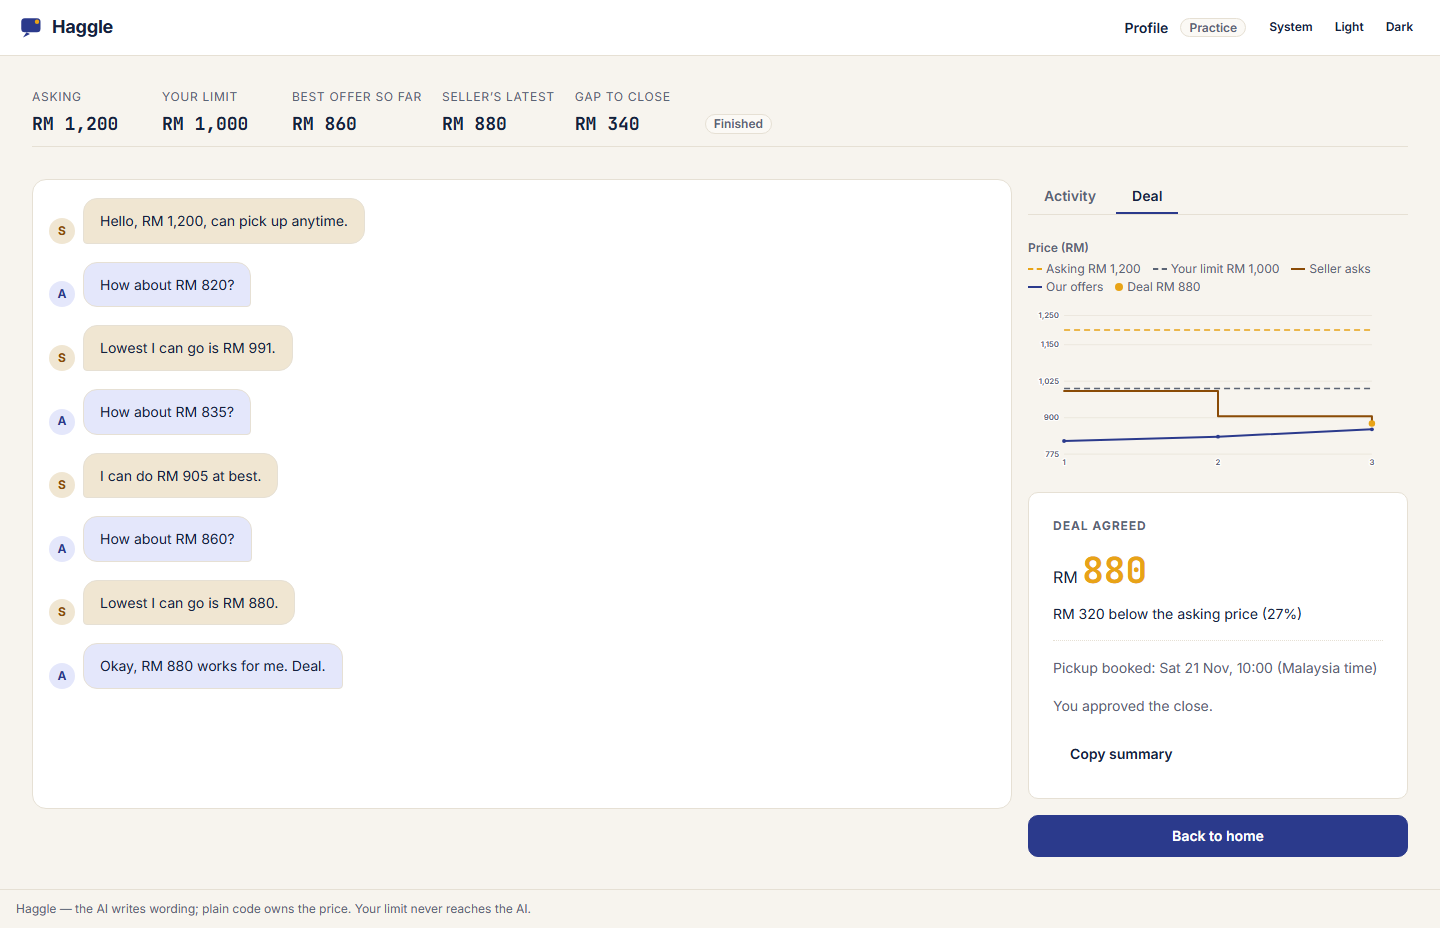 Haggle
Profile
Practice
System
Light
Dark
ASKING
RM 1,200
YOUR LIMIT
RM 1,000
BEST OFFER SO FAR
RM 860
SELLER'S LATEST
RM 880
GAP TO CLOSE
RM 340
Finished
S
Hello, RM 1,200, can pick up anytime.
A
How about RM 820?
S
Lowest I can go is RM 991.
A
How about RM 835?
S
I can do RM 905 at best.
A
How about RM 860?
S
Lowest I can go is RM 880.
A
Okay, RM 880 works for me. Deal.
Activity
Deal
Price (RM)
Asking RM 1,200
Your limit RM 1,000
Seller asks
Our offers
Deal RM 880
1,250
1,150
1,025
900
775
1
2
3
DEAL AGREED
RM 880
RM 320 below the asking price (27%)
Pickup booked: Sat 21 Nov, 10:00 (Malaysia time)
You approved the close.
Copy summary
Back to home
Haggle — the AI writes wording; plain code owns the price. Your limit never reaches the AI.